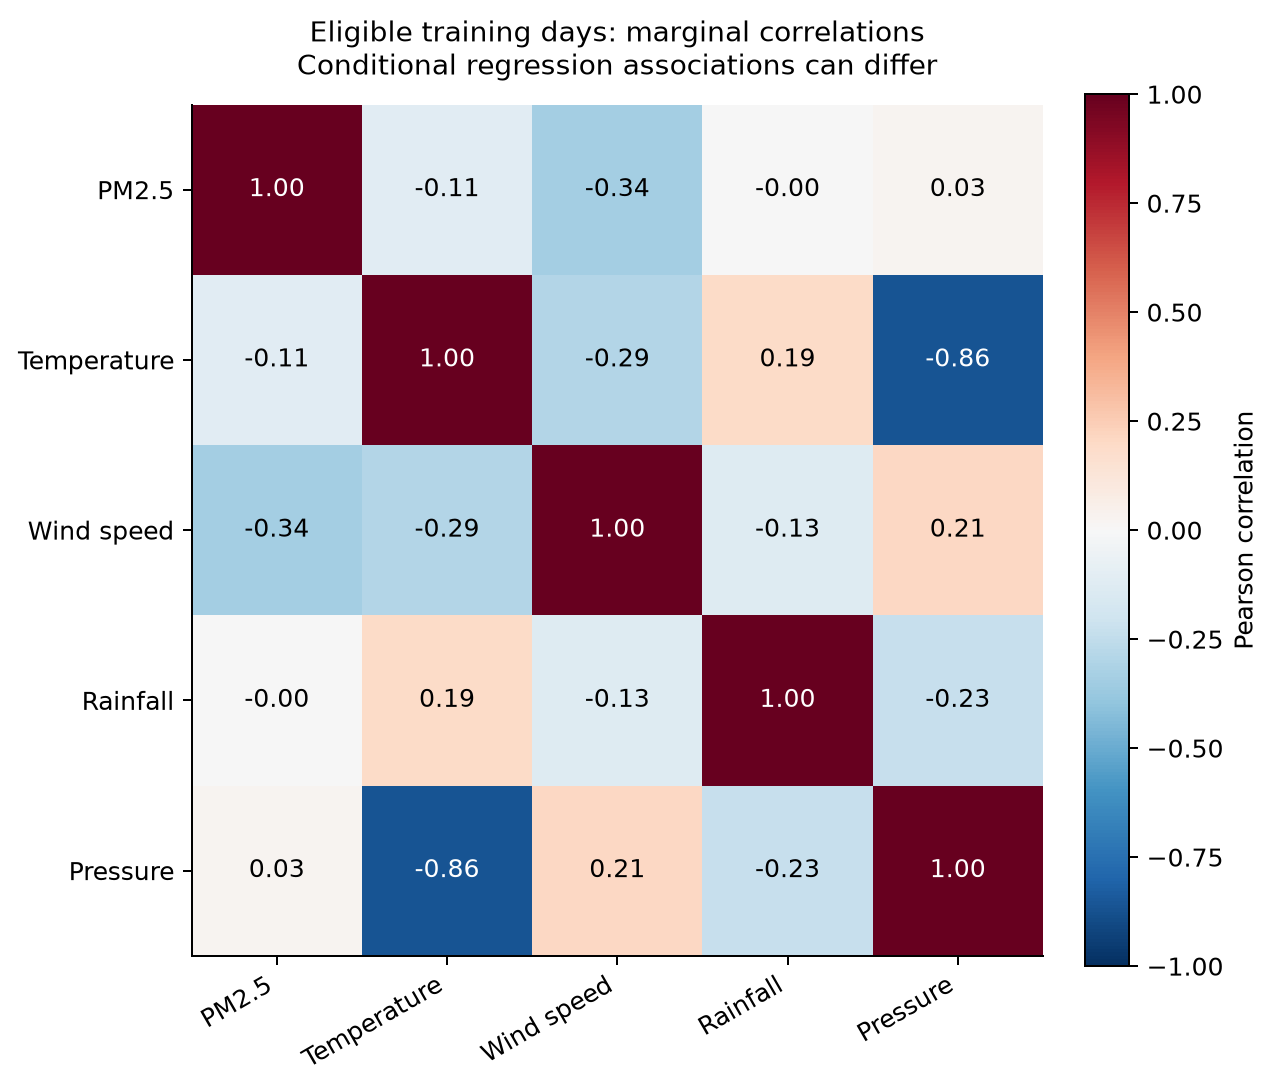 Eligible training days: marginal correlations
Conditional regression associations can differ
PM2.5 1.00 -0.11 -0.34 -0.00 0.03
Temperature -0.11 1.00 -0.29 0.19 -0.86
Wind speed -0.34 -0.29 1.00 -0.13 0.21
Rainfall -0.00 0.19 -0.13 1.00 -0.23
Pressure 0.03 -0.86 0.21 -0.23 1.00
PM2.5 Temperature Wind speed Rainfall Pressure
1.00
0.75
0.50
0.25
0.00
−0.25
−0.50
−0.75
−1.00
Pearson correlation